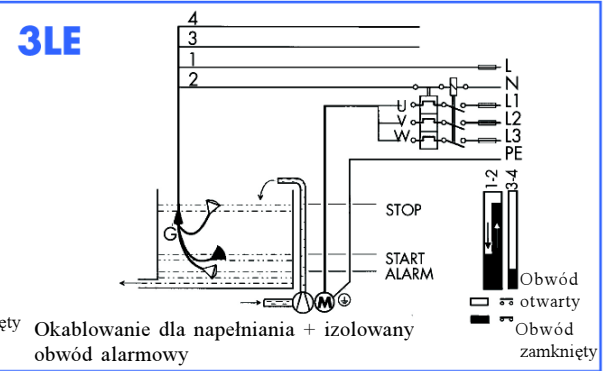 3LE
4
3
1
2
L
N
U
L1
V
L2
W
L3
PE
1-2
3-4
G
STOP
START
ALARM
M
Obwód
otwarty
Obwód
zamknięty
ęty
Okablowanie dla napełniania + izolowany
obwód alarmowy